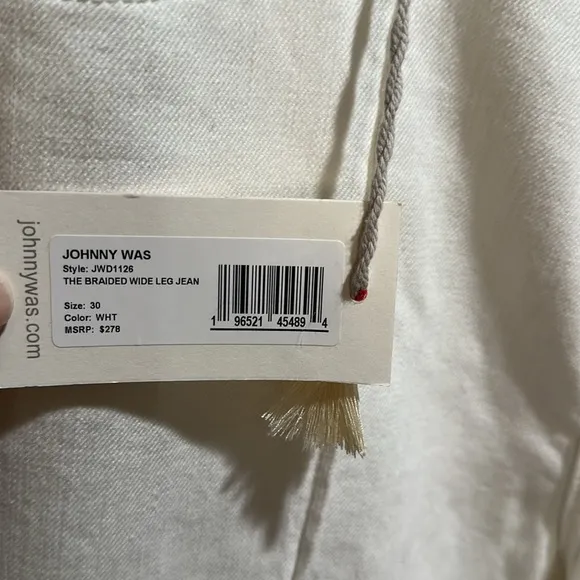 johnnywas.com
JOHNNY WAS
Style: JWD1126
THE BRAIDED WIDE LEG JEAN
Size: 30
Color: WHT
MSRP: $278
1 96521 45489 4